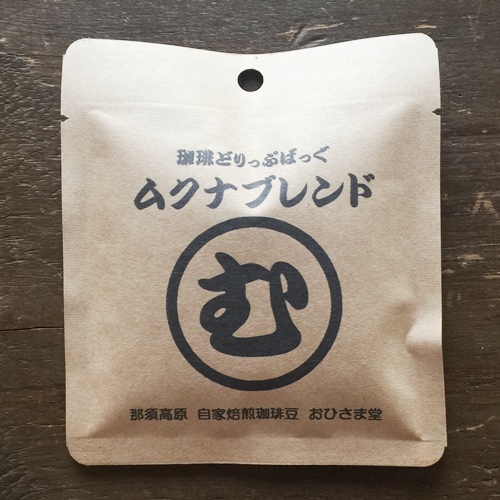 珈琲どりっぷばっぐ
ムクナブレンド
む
那須高原 自家焙煎珈琲豆 おひさま堂